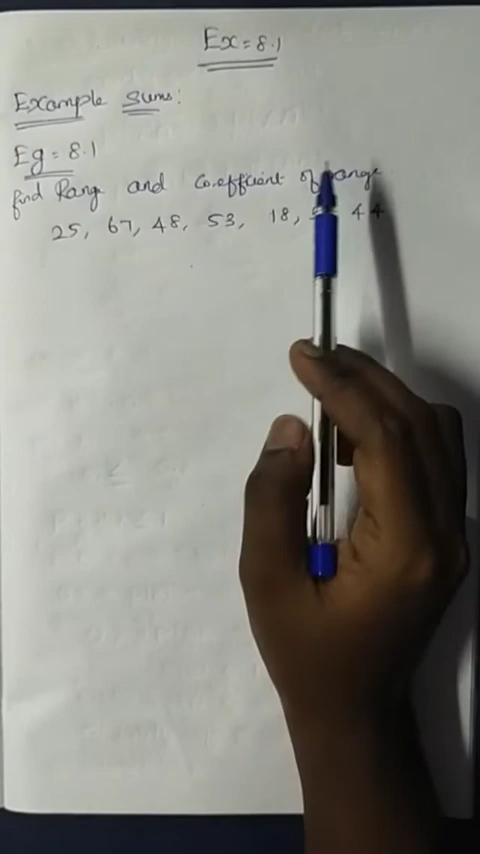 Ex = 8.1
Example Sums:
Eg = 8.1
find Range and Co.efficient of range
25, 67, 48, 53, 18, 44